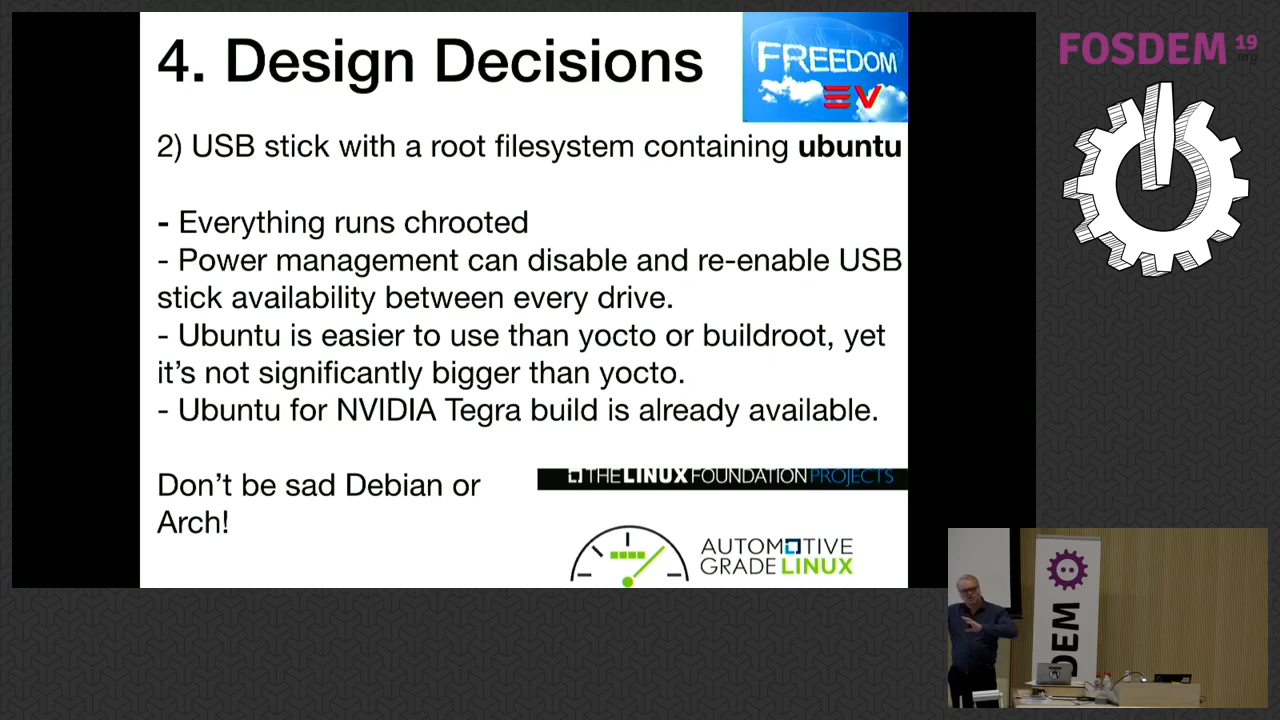 4. Design Decisions
FREEDOM
EV
2) USB stick with a root filesystem containing ubuntu
- Everything runs chrooted
- Power management can disable and re-enable USB
stick availability between every drive.
- Ubuntu is easier to use than yocto or buildroot, yet
it's not significantly bigger than yocto.
- Ubuntu for NVIDIA Tegra build is already available.
Don't be sad Debian or
Arch!
THE LINUX FOUNDATION PROJECTS
AUTOMOTIVE
GRADE LINUX
FOSDEM 19
.org
DEM